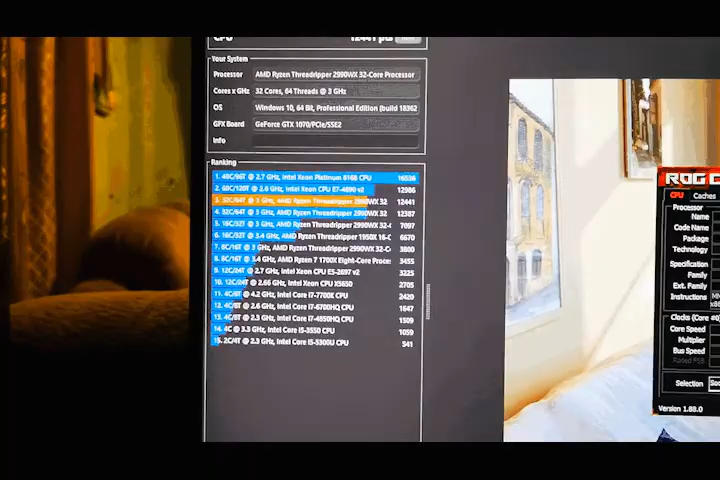 CPU 12441 pts
Your System
Processor AMD Ryzen Threadripper 2990WX 32-Core Processor
Cores x GHz 32 Cores, 64 Threads @ 3 GHz
OS Windows 10, 64 Bit, Professional Edition (build 18362
GFX Board GeForce GTX 1070/PCIe/SSE2
Info
Ranking
1. 48C/96T @ 2.7 GHz, Intel Xeon Platinum 8168 CPU 16536
2. 60C/120T @ 2.8 GHz, Intel Xeon CPU E7-4890 v2 12986
3. 32C/64T @ 3 GHz, AMD Ryzen Threadripper 2990WX 32 12441
4. 32C/64T @ 3 GHz, AMD Ryzen Threadripper 2990WX 32 12387
5. 16C/32T @ 3 GHz, AMD Ryzen Threadripper 2990WX 32-C 7097
6. 16C/32T @ 3.4 GHz, AMD Ryzen Threadripper 1950X 16-C 6670
7. 8C/16T @ 3 GHz, AMD Ryzen Threadripper 2990WX 32-C 3800
8. 8C/16T @ 3.4 GHz, AMD Ryzen 7 1700X Eight-Core Proce 3455
9. 12C/24T @ 2.7 GHz, Intel Xeon CPU E5-2697 v2 3225
10. 12C/24T @ 2.66 GHz, Intel Xeon CPU X5650 2705
11. 4C/8T @ 4.2 GHz, Intel Core i7-7700K CPU 2420
12. 4C/8T @ 2.6 GHz, Intel Core i7-6700HQ CPU 1647
13. 4C/8T @ 2.3 GHz, Intel Core i7-4850HQ CPU 1509
14. 4C @ 3.3 GHz, Intel Core i5-3550 CPU 1059
15. 2C/4T @ 2.3 GHz, Intel Core i5-5300U CPU 541
ROG C
CPU Caches
Processor
Name
Code Name
Package
Technology
Specification
Family
Ext. Family
Instructions
Clocks (Core #0
Core Speed
Multiplier
Bus Speed
Rated FSB
Selection
Version 1.88.0